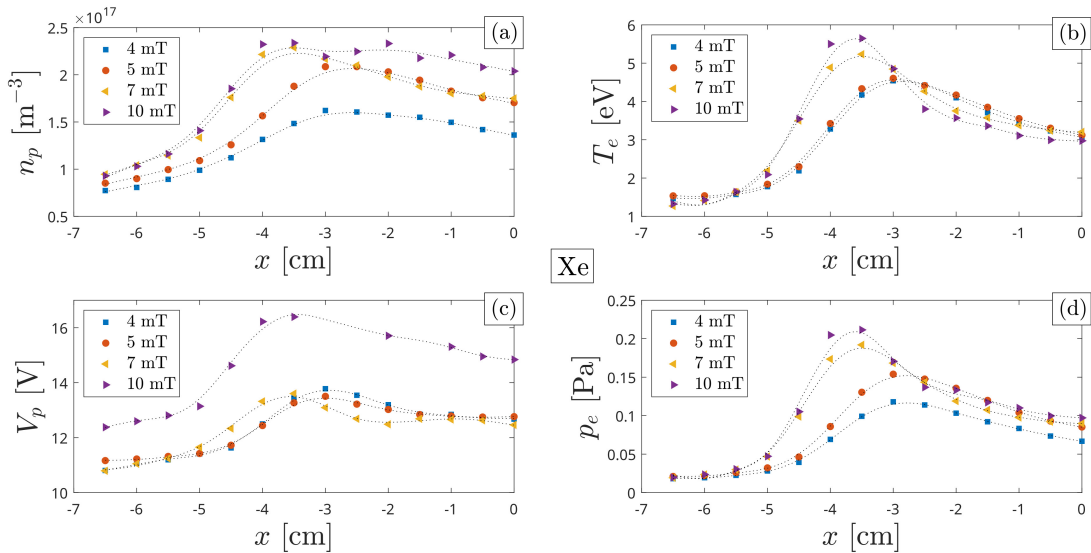 ×10^17
2.5
2
1.5
1
0.5
n_p [m^−3]
4 mT
5 mT
7 mT
10 mT
(a)
-7 -6 -5 -4 -3 -2 -1 0
x [cm]
6
5
4
3
2
1
T_e [eV]
4 mT
5 mT
7 mT
10 mT
(b)
-7 -6 -5 -4 -3 -2 -1 0
x [cm]
Xe
16
14
12
10
V_p [V]
4 mT
5 mT
7 mT
10 mT
(c)
-7 -6 -5 -4 -3 -2 -1 0
x [cm]
0.25
0.2
0.15
0.1
0.05
0
p_e [Pa]
4 mT
5 mT
7 mT
10 mT
(d)
-7 -6 -5 -4 -3 -2 -1 0
x [cm]